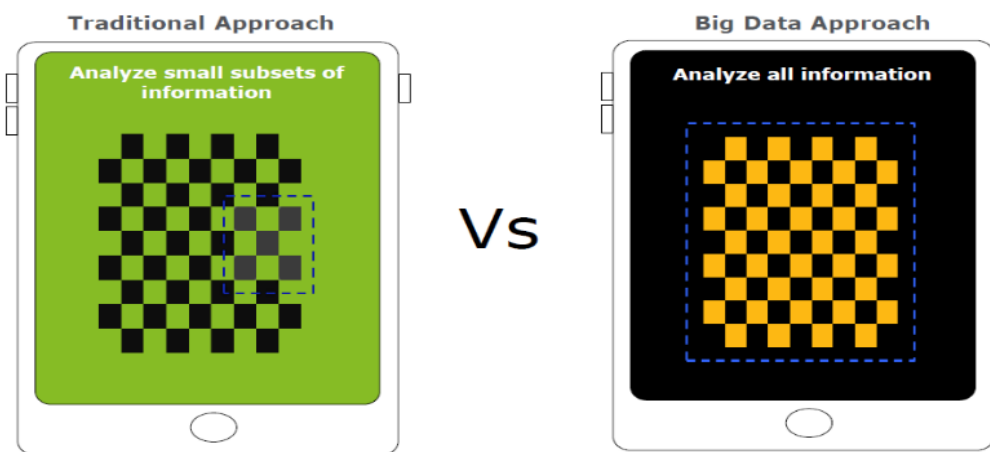 Traditional Approach
Analyze small subsets of
information
Vs
Big Data Approach
Analyze all information